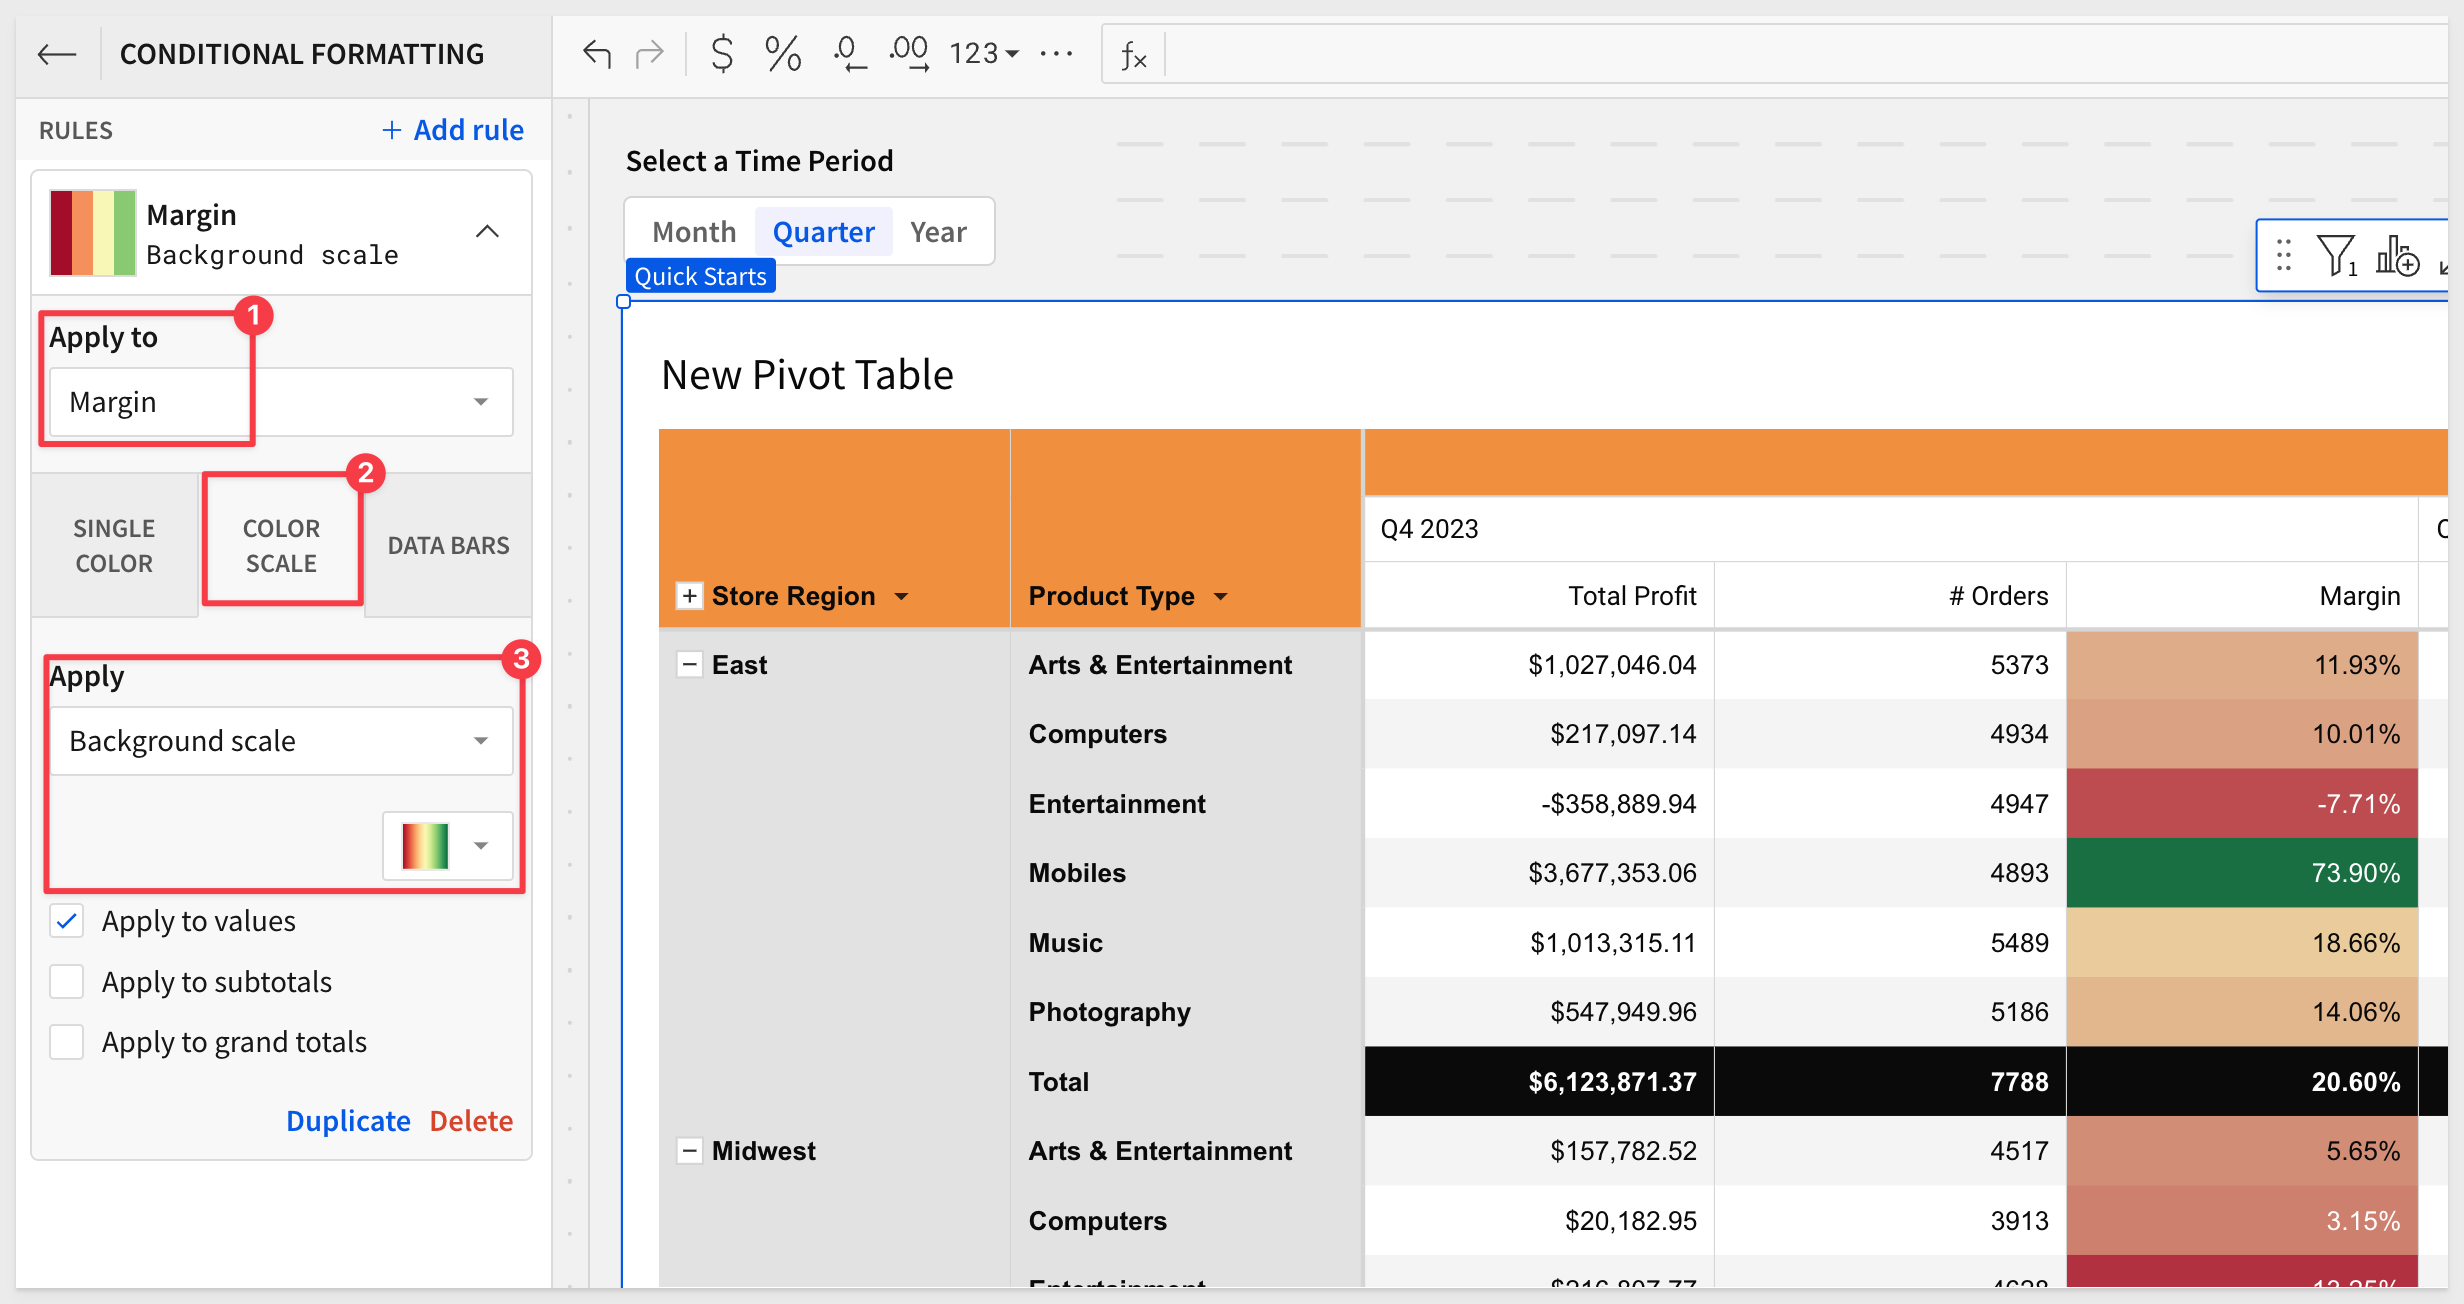 CONDITIONAL FORMATTING
$ % .0 .00 123 ... fx
RULES
+ Add rule
Margin
Background scale
1
Apply to
Margin
2
SINGLE COLOR
COLOR SCALE
DATA BARS
3
Apply
Background scale
Apply to values
Apply to subtotals
Apply to grand totals
Duplicate Delete
Select a Time Period
Month Quarter Year
Quick Starts
1
New Pivot Table
Q4 2023
Store Region Product Type Total Profit # Orders Margin
East Arts & Entertainment $1,027,046.04 5373 11.93%
Computers $217,097.14 4934 10.01%
Entertainment -$358,889.94 4947 -7.71%
Mobiles $3,677,353.06 4893 73.90%
Music $1,013,315.11 5489 18.66%
Photography $547,949.96 5186 14.06%
Total $6,123,871.37 7788 20.60%
Midwest Arts & Entertainment $157,782.52 4517 5.65%
Computers $20,182.95 3913 3.15%
Entertainment